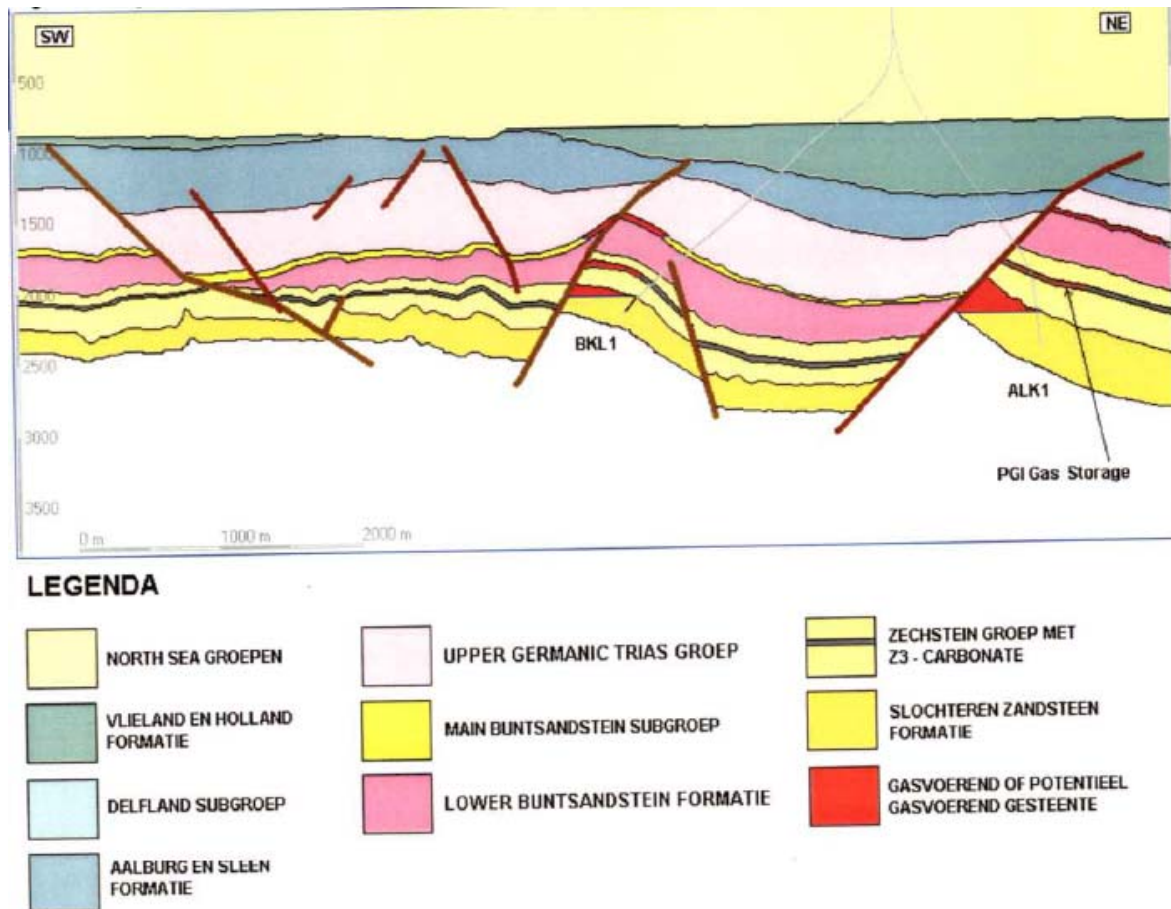 SW
NE
500
1000
1500
2000
2500
3000
3500
BKL1
ALK1
PGI Gas Storage
0 m
1000 m
2000 m
LEGENDA
NORTH SEA GROEPEN
VLIELAND EN HOLLAND
FORMATIE
DELFLAND SUBGROEP
AALBURG EN SLEEN
FORMATIE
UPPER GERMANIC TRIAS GROEP
MAIN BUNTSANDSTEIN SUBGROEP
LOWER BUNTSANDSTEIN FORMATIE
ZECHSTEIN GROEP MET
Z3 - CARBONATE
SLOCHTEREN ZANDSTEEN
FORMATIE
GASVOEREND OF POTENTIEEL
GASVOEREND GESTEENTE